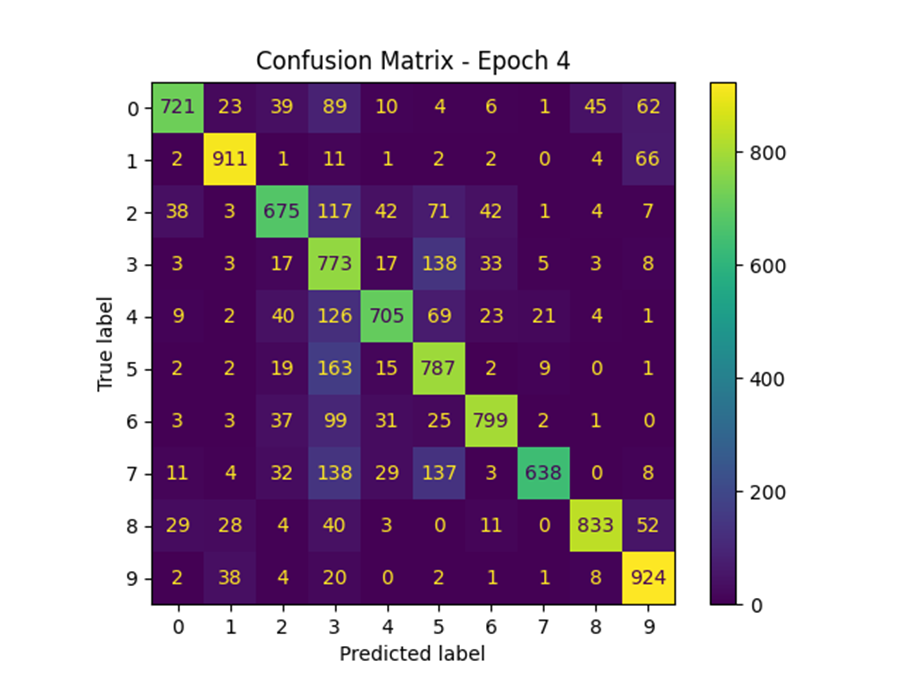 Confusion Matrix - Epoch 4
0 721 23 39 89 10 4 6 1 45 62
1 2 911 1 11 1 2 2 0 4 66
2 38 3 675 117 42 71 42 1 4 7
3 3 3 17 773 17 138 33 5 3 8
4 9 2 40 126 705 69 23 21 4 1
5 2 2 19 163 15 787 2 9 0 1
6 3 3 37 99 31 25 799 2 1 0
7 11 4 32 138 29 137 3 638 0 8
8 29 28 4 40 3 0 11 0 833 52
9 2 38 4 20 0 2 1 1 8 924
0 1 2 3 4 5 6 7 8 9
Predicted label
True label
800
600
400
200
0